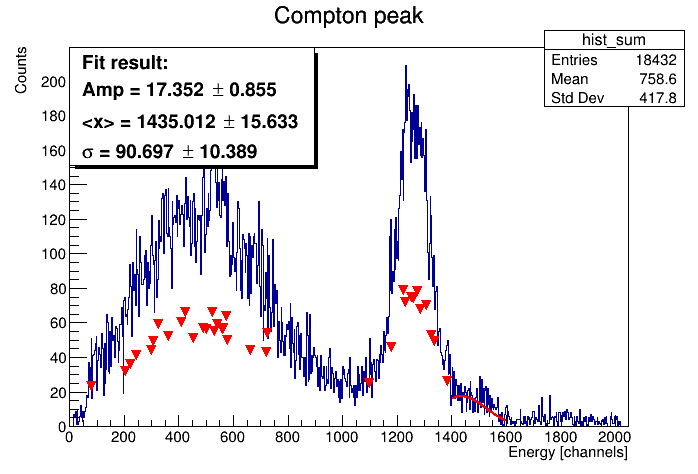 Compton peak
hist_sum
Entries 18432
Mean 758.6
Std Dev 417.8
Fit result:
Amp = 17.352 ± 0.855
<x> = 1435.012 ± 15.633
σ = 90.697 ± 10.389
Counts
200
180
160
140
120
100
80
60
40
20
0
0 200 400 600 800 1000 1200 1400 1600 1800 2000
Energy [channels]